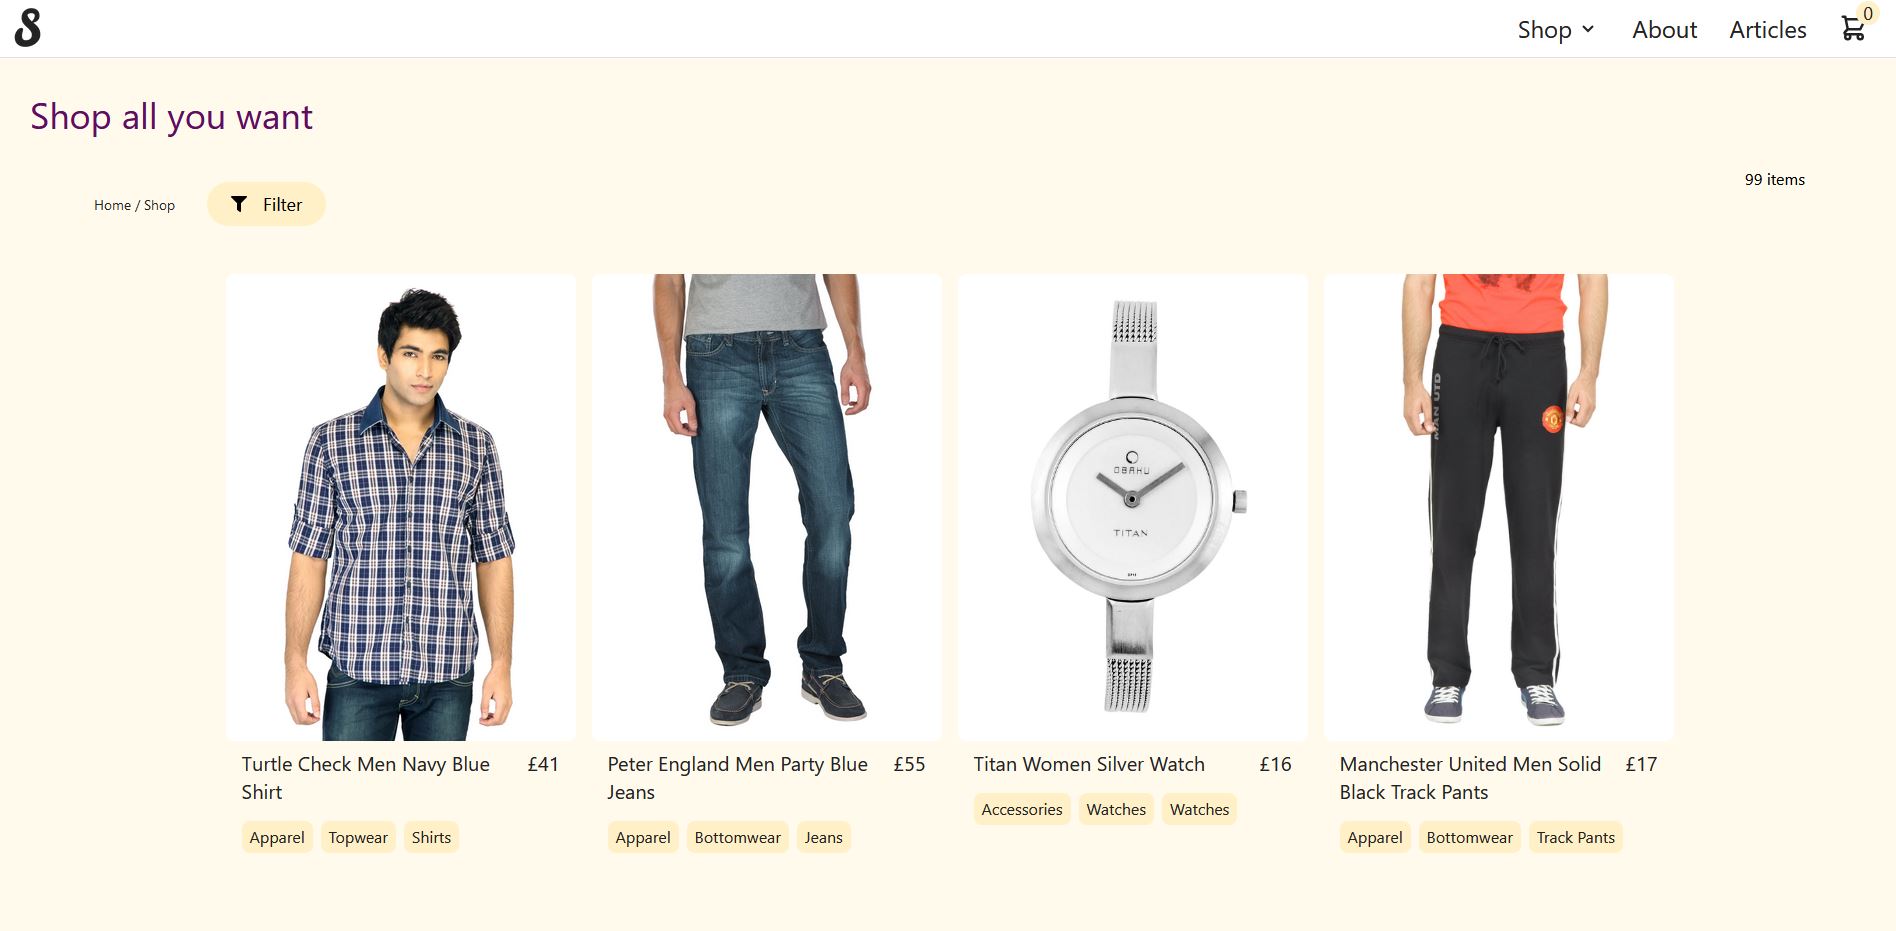 S
Shop
About
Articles
0
Shop all you want
99 items
Home / Shop
Filter
OBAKU
TITAN
MAN UTD
Turtle Check Men Navy Blue
Shirt
£41
Apparel
Topwear
Shirts
Peter England Men Party Blue
Jeans
£55
Apparel
Bottomwear
Jeans
Titan Women Silver Watch
£16
Accessories
Watches
Watches
Manchester United Men Solid
Black Track Pants
£17
Apparel
Bottomwear
Track Pants